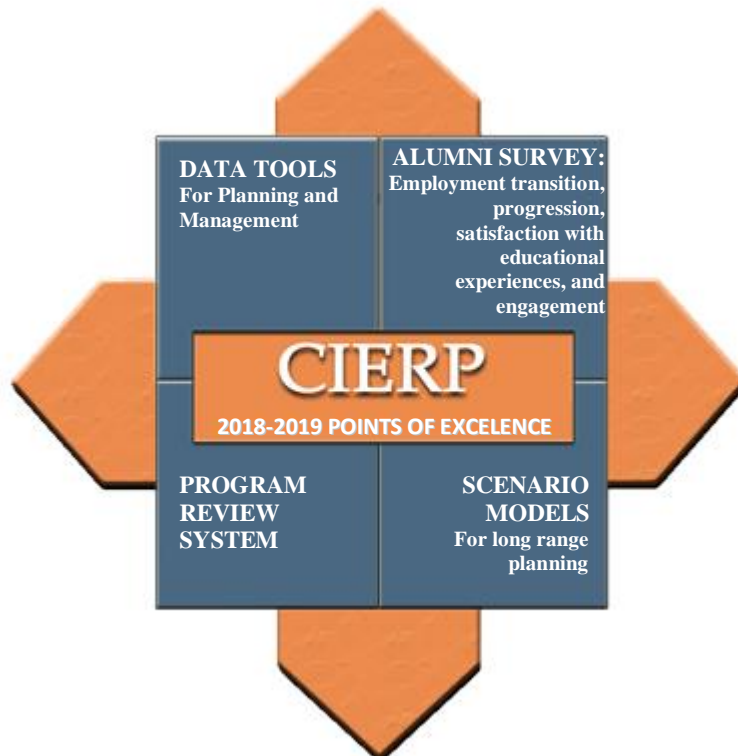 DATA TOOLS
For Planning and
Management
ALUMNI SURVEY:
Employment transition,
progression,
satisfaction with
educational
experiences, and
engagement
CIERP
2018-2019 POINTS OF EXCELENCE
PROGRAM
REVIEW
SYSTEM
SCENARIO
MODELS
For long range
planning